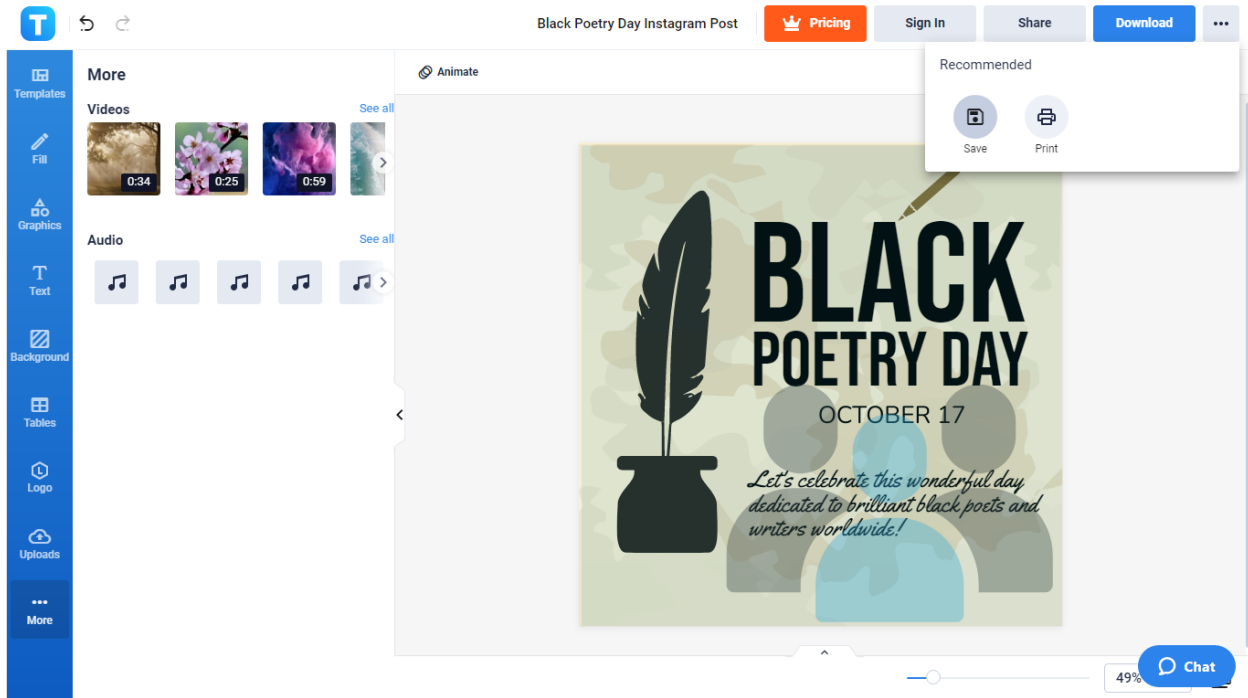 T
Black Poetry Day Instagram Post
Pricing
Sign In
Share
Download
Recommended
Save
Print
Templates
Fill
Graphics
Text
Background
Tables
Logo
Uploads
More
More
Videos
See all
0:34
0:25
0:59
Audio
See all
Animate
BLACK
POETRY DAY
OCTOBER 17
Let's celebrate this wonderful day
dedicated to brilliant black poets and
writers worldwide!
49%
Chat